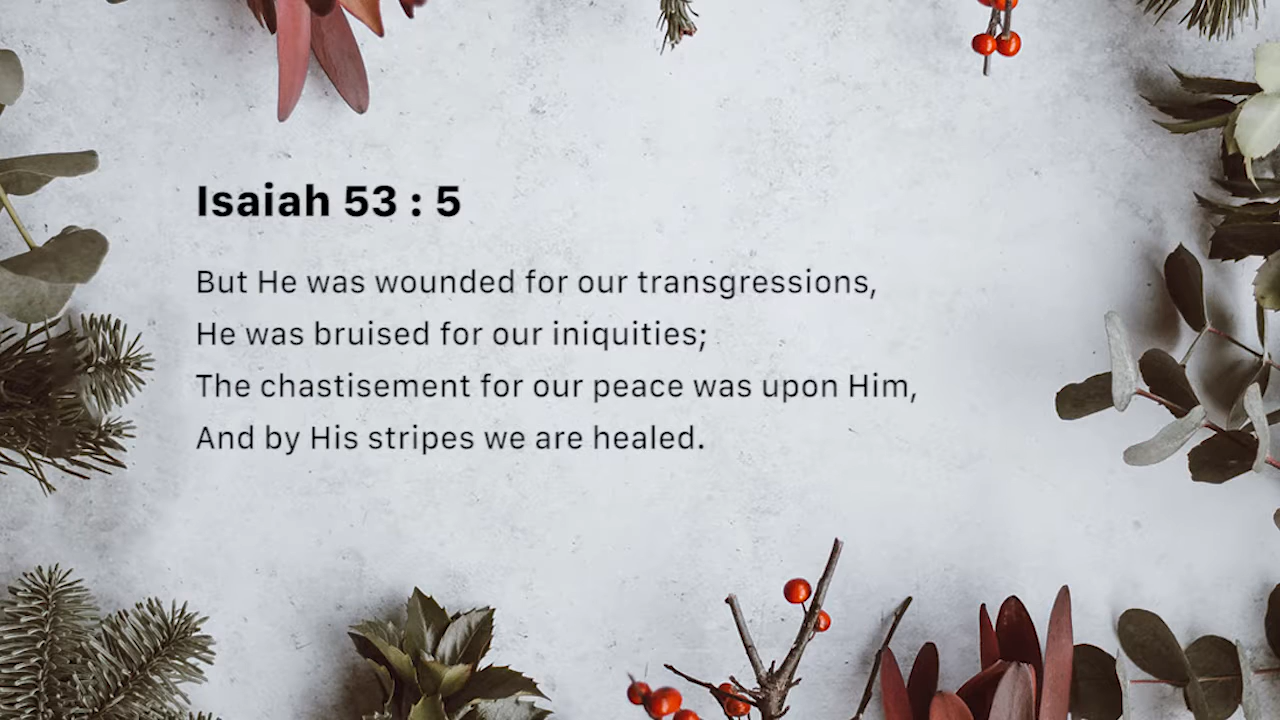 Isaiah 53 : 5
But He was wounded for our transgressions,
He was bruised for our iniquities;
The chastisement for our peace was upon Him,
And by His stripes we are healed.